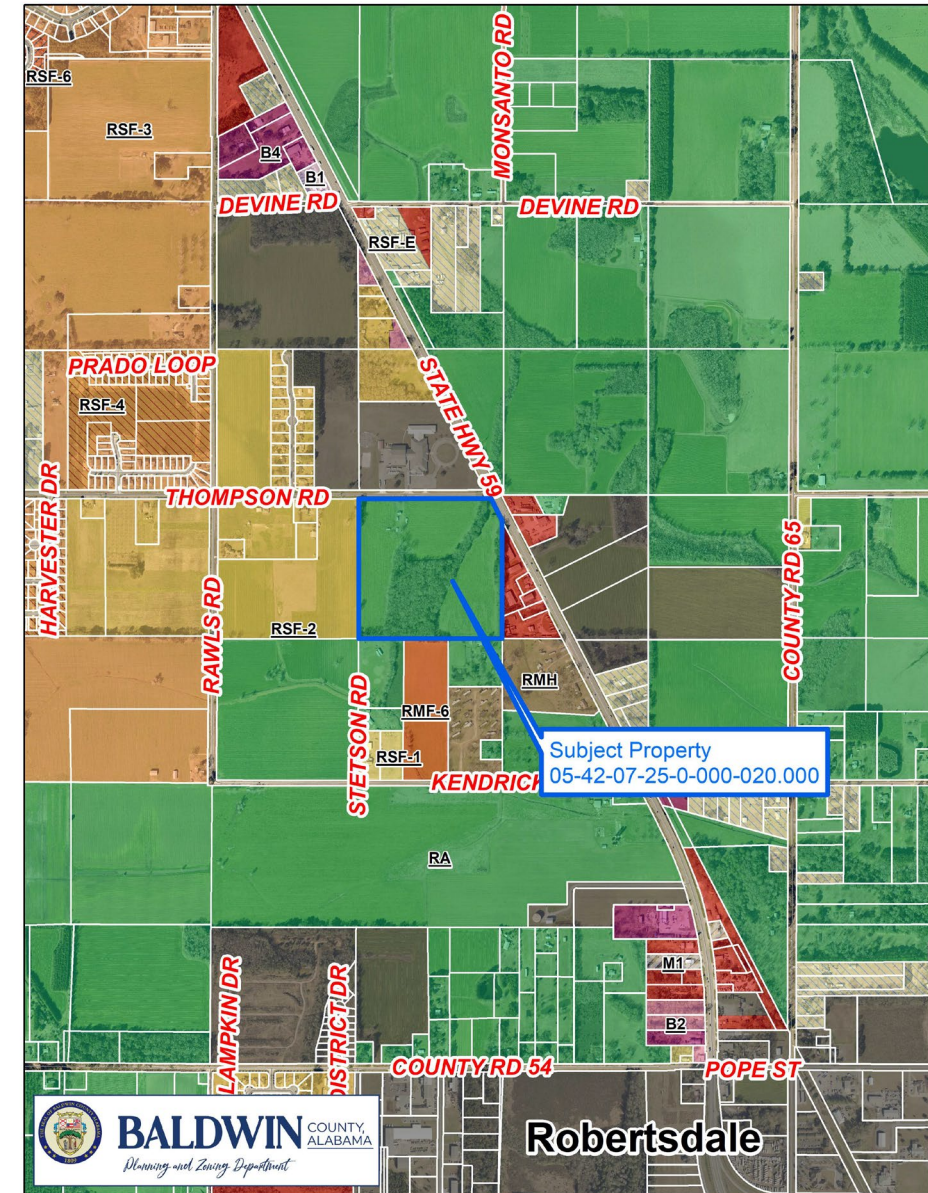 MONSANTO RD
RSF-6
RSF-3
B4
B1
DEVINE RD
DEVINE RD
RSF-E
PRADO LOOP
STATE HWY 59
RSF-4
THOMPSON RD
HARVESTER DR
COUNTY RD 65
RAWLS RD
RSF-2
RMH
STETSON RD
RMF-6
Subject Property
05-42-07-25-0-000-020.000
RSF-1
KENDRICK
RA
M1
LAMPKIN DR
DISTRICT DR
B2
COUNTY RD 54
POPE ST
BALDWIN COUNTY, ALABAMA
Planning and Zoning Department
Robertsdale